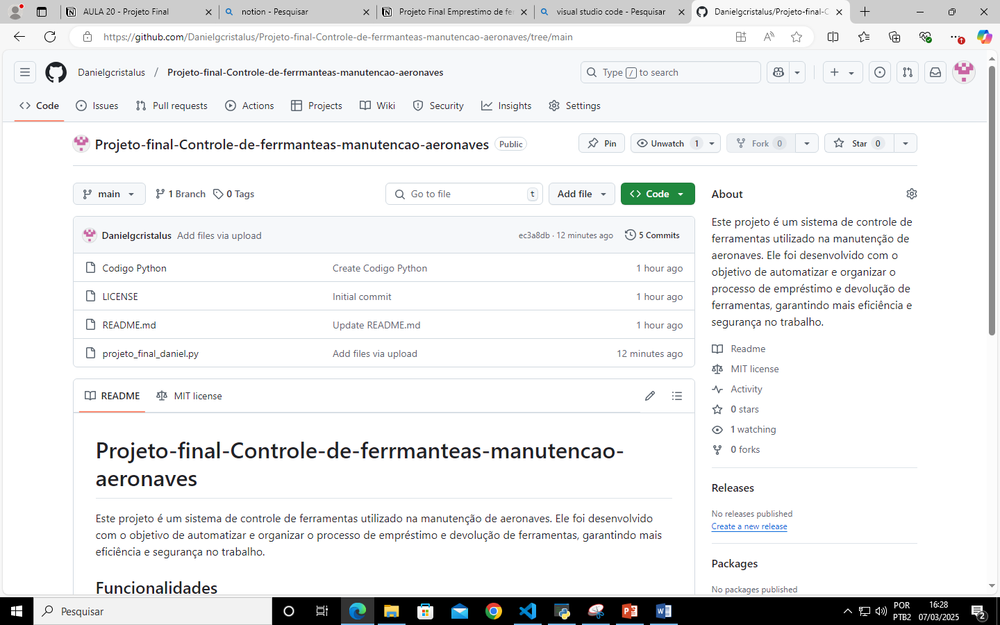 AULA 20 - Projeto Final
notion - Pesquisar
Projeto Final Emprestimo de fe
visual studio code - Pesquisar
Danielgcristalus/Projeto-final-C
https://github.com/Danielgcristalus/Projeto-final-Controle-de-ferrmanteas-manutencao-aeronaves/tree/main
Danielgcristalus / Projeto-final-Controle-de-ferrmanteas-manutencao-aeronaves
Type / to search
Code
Issues
Pull requests
Actions
Projects
Wiki
Security
Insights
Settings
Projeto-final-Controle-de-ferrmanteas-manutencao-aeronaves Public
Pin
Unwatch 1
Fork 0
Star 0
main
1 Branch
0 Tags
Go to file t
Add file
Code
Danielgcristalus Add files via upload ec3a8db · 12 minutes ago 5 Commits
Codigo Python Create Codigo Python 1 hour ago
LICENSE Initial commit 1 hour ago
README.md Update README.md 1 hour ago
projeto_final_daniel.py Add files via upload 12 minutes ago
README MIT license
Projeto-final-Controle-de-ferrmanteas-manutencao-
aeronaves
Este projeto é um sistema de controle de ferramentas utilizado na manutenção de aeronaves. Ele foi desenvolvido
com o objetivo de automatizar e organizar o processo de empréstimo e devolução de ferramentas, garantindo mais
eficiência e segurança no trabalho.
Funcionalidades
About
Este projeto é um sistema de controle de
ferramentas utilizado na manutenção de
aeronaves. Ele foi desenvolvido com o
objetivo de automatizar e organizar o
processo de empréstimo e devolução de
ferramentas, garantindo mais eficiência e
segurança no trabalho.
Readme
MIT license
Activity
0 stars
1 watching
0 forks
Releases
No releases published
Create a new release
Packages
No packages published
Pesquisar
POR
PTB2
16:28
07/03/2025
2